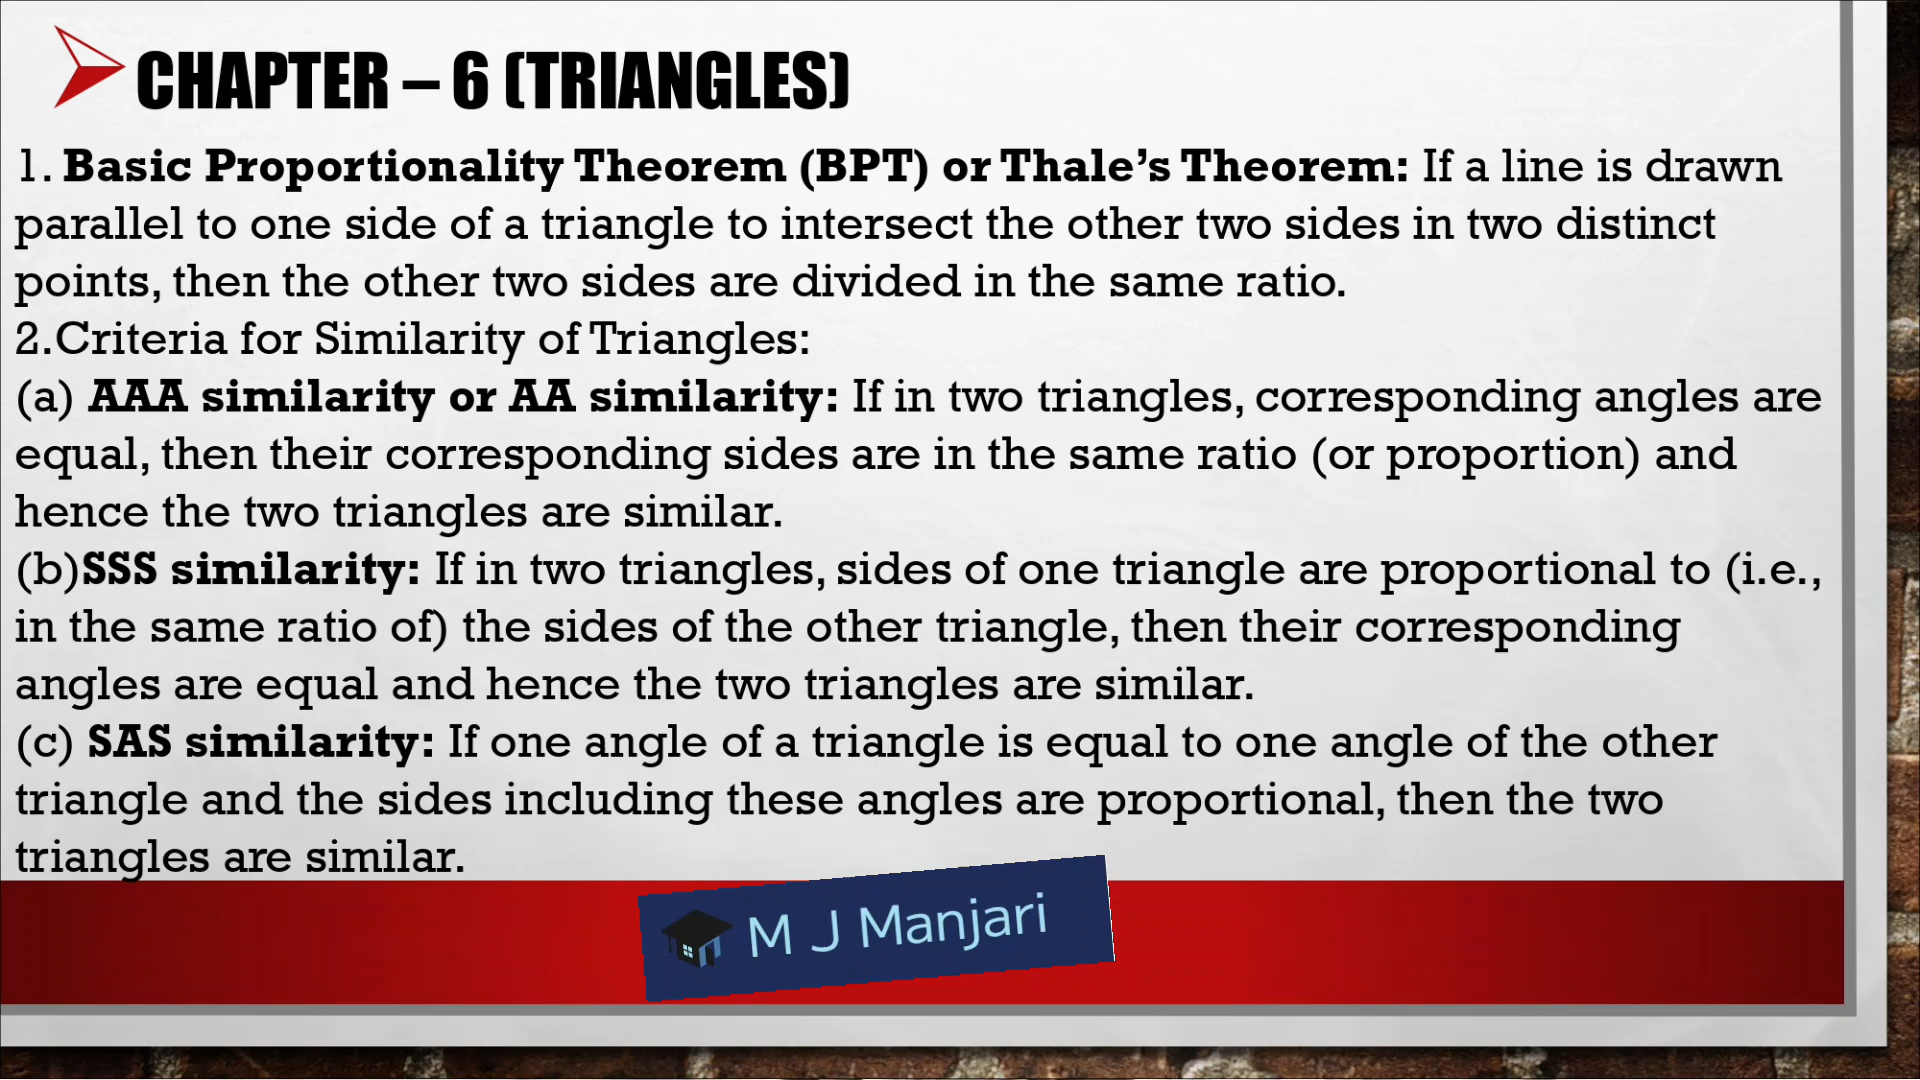 CHAPTER – 6 (TRIANGLES)
1. Basic Proportionality Theorem (BPT) or Thale’s Theorem: If a line is drawn
parallel to one side of a triangle to intersect the other two sides in two distinct
points, then the other two sides are divided in the same ratio.
2.Criteria for Similarity of Triangles:
(a) AAA similarity or AA similarity: If in two triangles, corresponding angles are
equal, then their corresponding sides are in the same ratio (or proportion) and
hence the two triangles are similar.
(b)SSS similarity: If in two triangles, sides of one triangle are proportional to (i.e.,
in the same ratio of) the sides of the other triangle, then their corresponding
angles are equal and hence the two triangles are similar.
(c) SAS similarity: If one angle of a triangle is equal to one angle of the other
triangle and the sides including these angles are proportional, then the two
triangles are similar.
M J Manjari